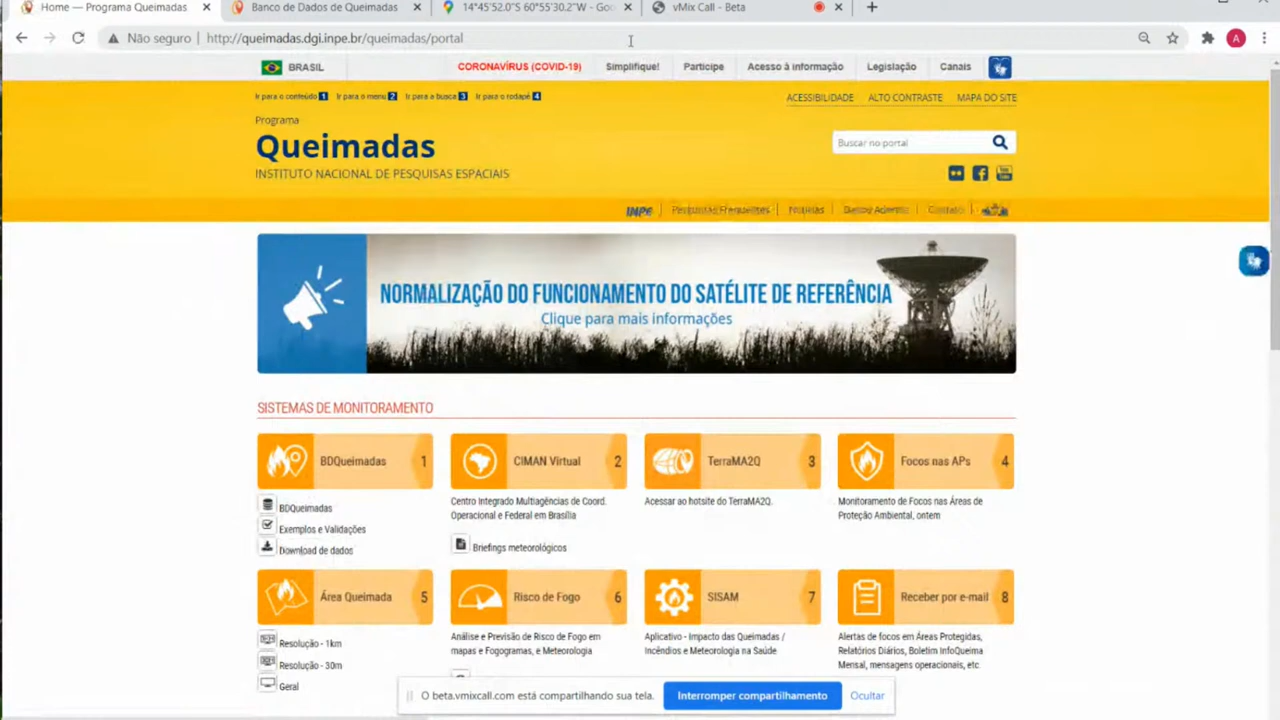 Home — Programa Queimadas
Banco de Dados de Queimadas
14°45'52.0"S 60°55'30.2"W - Goo
vMix Call - Beta
Não seguro
http://queimadas.dgi.inpe.br/queimadas/portal
A
BRASIL
CORONAVÍRUS (COVID-19)
Simplifique!
Participe
Acesso à informação
Legislação
Canais
Ir para o conteúdo 1
Ir para o menu 2
Ir para a busca 3
Ir para o rodapé 4
ACESSIBILIDADE
ALTO CONTRASTE
MAPA DO SITE
Programa
Queimadas
INSTITUTO NACIONAL DE PESQUISAS ESPACIAIS
Buscar no portal
INPE
Perguntas Frequentes
Notícias
Dados Abertos
Contato
NORMALIZAÇÃO DO FUNCIONAMENTO DO SATÉLITE DE REFERÊNCIA
Clique para mais informações
SISTEMAS DE MONITORAMENTO
BDQueimadas 1
CIMAN Virtual 2
TerraMA2Q 3
Focos nas APs 4
BDQueimadas
Exemplos e Validações
Download de dados
Centro Integrado Multiagências de Coord.
Operacional e Federal em Brasília
Briefings meteorológicos
Acessar ao hotsite do TerraMA2Q.
Monitoramento de Focos nas Áreas de
Proteção Ambiental, ontem
Área Queimada 5
Risco de Fogo 6
SISAM 7
Receber por e-mail 8
Resolução - 1km
Resolução - 30m
Geral
Análise e Previsão de Risco de Fogo em
mapas e Fogogramas, e Meteorologia
Aplicativo - Impacto das Queimadas /
Incêndios e Meteorologia na Saúde
Alertas de focos em Áreas Protegidas,
Relatórios Diários, Boletim InfoQueima
Mensal, mensagens operacionais, etc
O beta.vmixcall.com está compartilhando sua tela.
Interromper compartilhamento
Ocultar